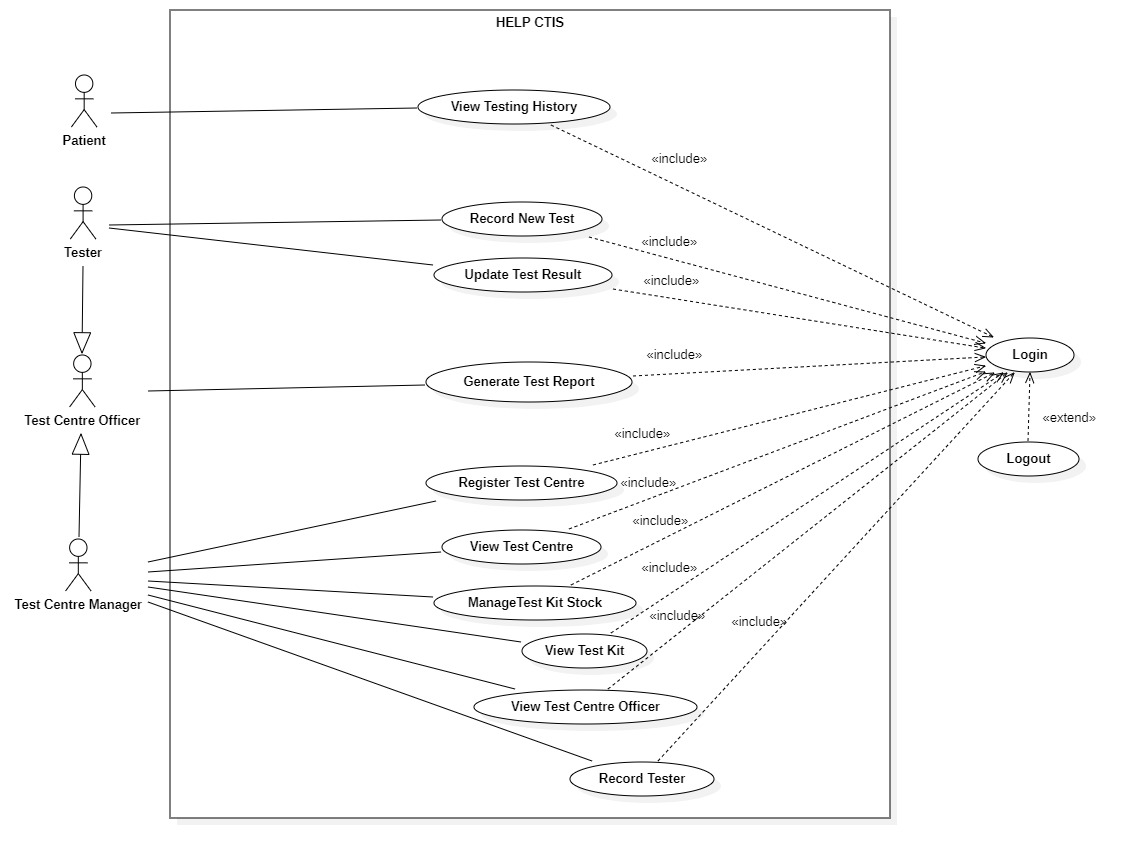 HELP CTIS
Patient
View Testing History
«include»
Tester
Record New Test
«include»
Update Test Result
«include»
Test Centre Officer
Generate Test Report
«include»
Login
«extend»
Logout
«include»
Register Test Centre
«include»
View Test Centre
«include»
Test Centre Manager
ManageTest Kit Stock
«include»
View Test Kit
«include»
«include»
View Test Centre Officer
Record Tester